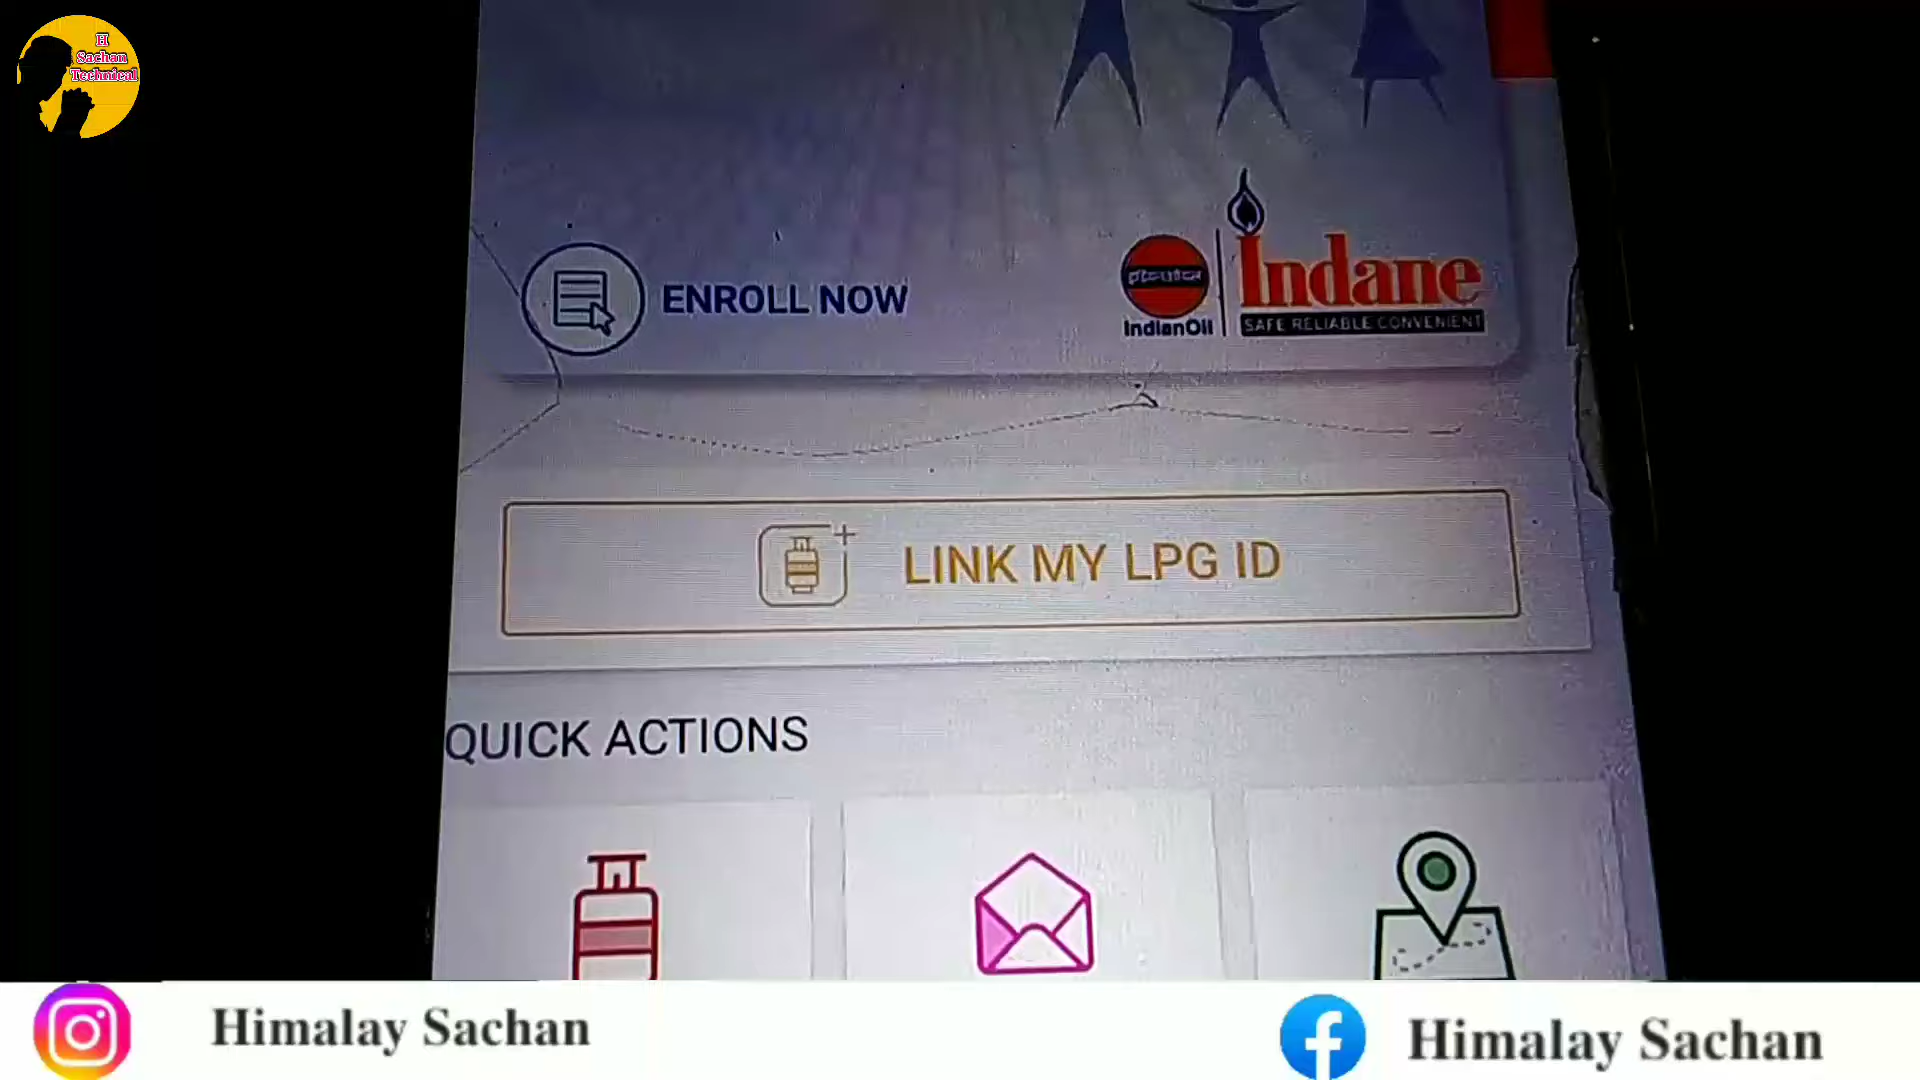 H
Sachan
Technical
ENROLL NOW
IndianOil
Indane
SAFE RELIABLE CONVENIENT
LINK MY LPG ID
QUICK ACTIONS
Himalay Sachan
Himalay Sachan